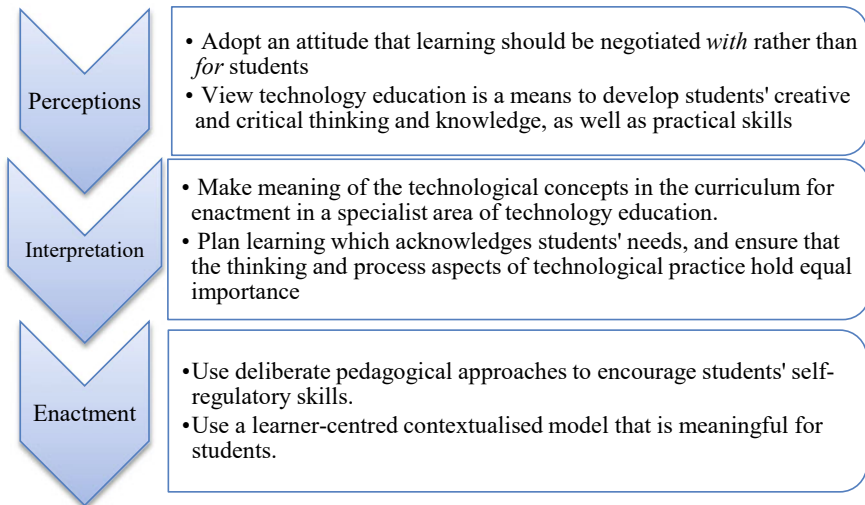 Perceptions
• Adopt an attitude that learning should be negotiated with rather than
for students
• View technology education is a means to develop students' creative
and critical thinking and knowledge, as well as practical skills
Interpretation
• Make meaning of the technological concepts in the curriculum for
enactment in a specialist area of technology education.
• Plan learning which acknowledges students' needs, and ensure that
the thinking and process aspects of technological practice hold equal
importance
Enactment
•Use deliberate pedagogical approaches to encourage students' self-
regulatory skills.
•Use a learner-centred contextualised model that is meaningful for
students.